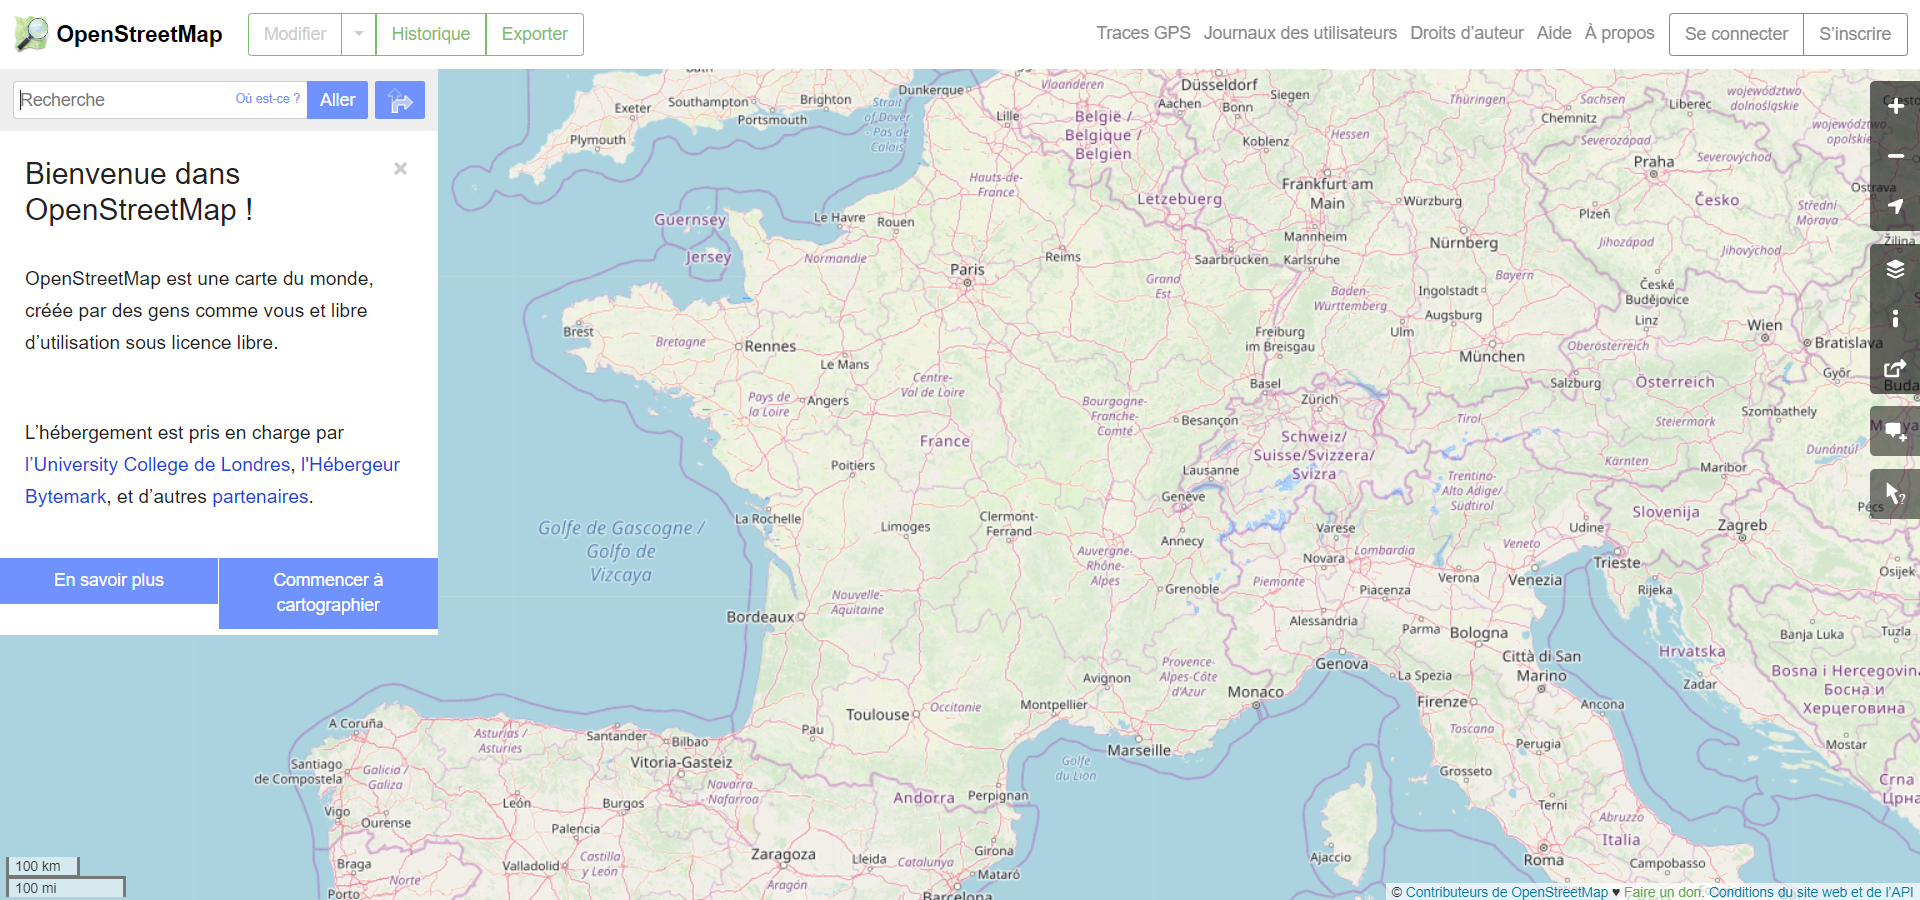 OpenStreetMap
Modifier
Historique
Exporter
Traces GPS
Journaux des utilisateurs
Droits d’auteur
Aide
À propos
Se connecter
S’inscrire
Recherche
Où est-ce ?
Aller
Bienvenue dans
OpenStreetMap !
OpenStreetMap est une carte du monde,
créée par des gens comme vous et libre
d’utilisation sous licence libre.
L’hébergement est pris en charge par
l’University College de Londres, l'Hébergeur
Bytemark, et d’autres partenaires.
En savoir plus
Commencer à
cartographier
Exeter
Southampton
Brighton
Portsmouth
Plymouth
Strait
of Dover
- Pas de
Calais
Dunkerque
Lille
Vlaanderen
België /
Belgique /
Belgien
Düsseldorf
Aachen
Bonn
Siegen
Koblenz
Hessen
Thüringen
Sachsen
Chemnitz
Liberec
województwo
dolnośląskie
Severozápad
Severovýchod
Praha
Ostrava
Česko
Střední
Morava
Žilina
Plzeň
Jihozápad
Jihovýchod
Frankfurt am
Main
Würzburg
Mannheim
Nürnberg
Saarbrücken
Karlsruhe
Lëtzebuerg
Hauts-de-
France
Guernsey
Jersey
Le Havre
Rouen
Normandie
Paris
Reims
Grand
Est
Baden-
Württemberg
Bayern
Ingolstadt
Augsburg
Ulm
München
České
Budějovice
Linz
Wien
Bratislava
Oberösterreich
Győr
Brest
Bretagne
Rennes
Le Mans
Freiburg
im Breisgau
Basel
Zürich
Salzburg
Österreich
Szombathely
Centre-
Val de Loire
Pays de
la Loire
Angers
Bourgogne-
Franche-
Comté
Besançon
Tirol
Steiermark
France
Schweiz/
Suisse/Svizzera/
Svizra
Kärnten
Maribor
Dunántúl
Poitiers
Lausanne
Genève
Trentino-
Alto Adige/
Südtirol
Slovenija
Zagreb
Pécs
La Rochelle
Limoges
Clermont-
Ferrand
Annecy
Varese
Novara
Lombardia
Veneto
Udine
Trieste
Golfe de Gascogne /
Golfo de
Vizcaya
Auvergne-
Rhône-
Alpes
Grenoble
Piemonte
Verona
Venezia
Piacenza
Rijeka
Osijek
Bordeaux
Nouvelle-
Aquitaine
Alessandria
Parma
Bologna
Banja Luka
Tuzla
Provence-
Alpes-Côte
d'Azur
Genova
La Spezia
Città di San
Marino
Hrvatska
Zadar
Bosna i Hercegovina
Босна и
Херцеговина
Avignon
Monaco
Firenze
Ancona
Toulouse
Occitanie
Montpellier
Toscana
Perugia
Mostar
Marseille
Golfe
du Lion
Grosseto
Crna
A Coruña
Asturias /
Asturies
Santander
Bilbao
Pau
Santiago
de Compostela
Galicia /
Galiza
Vitoria-Gasteiz
Navarra -
Nafarroa
Andorra
Perpignan
Terni
Abruzzo
Italia
Vigo
Ourense
León
Burgos
Palencia
Girona
Braga
Valladolid
Castilla
y León
Zaragoza
Lleida
Catalunya
Mataró
Ajaccio
Roma
Campobasso
Porto
Norte
Aragón
Barcelona
100 km
100 mi
© Contributeurs de OpenStreetMap ♥ Faire un don. Conditions du site web et de l’API